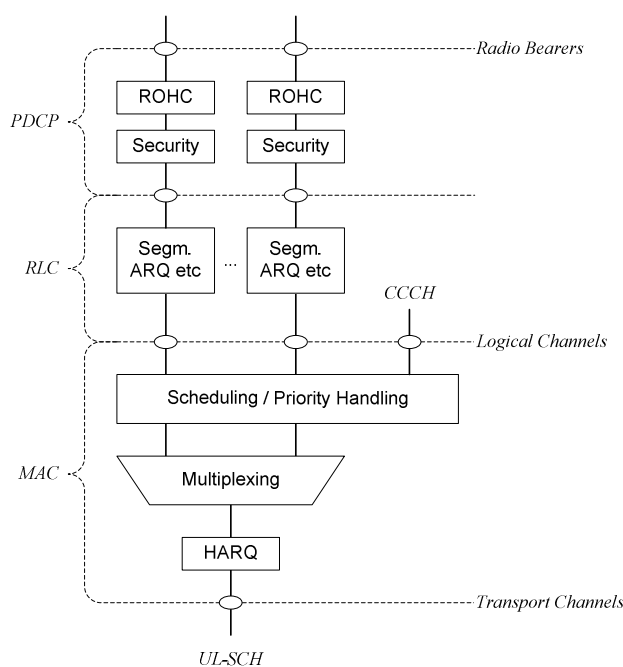 Radio Bearers
ROHC
ROHC
PDCP
Security
Security
Segm.
ARQ etc
...
Segm.
ARQ etc
RLC
CCCH
Logical Channels
Scheduling / Priority Handling
MAC
Multiplexing
HARQ
Transport Channels
UL-SCH